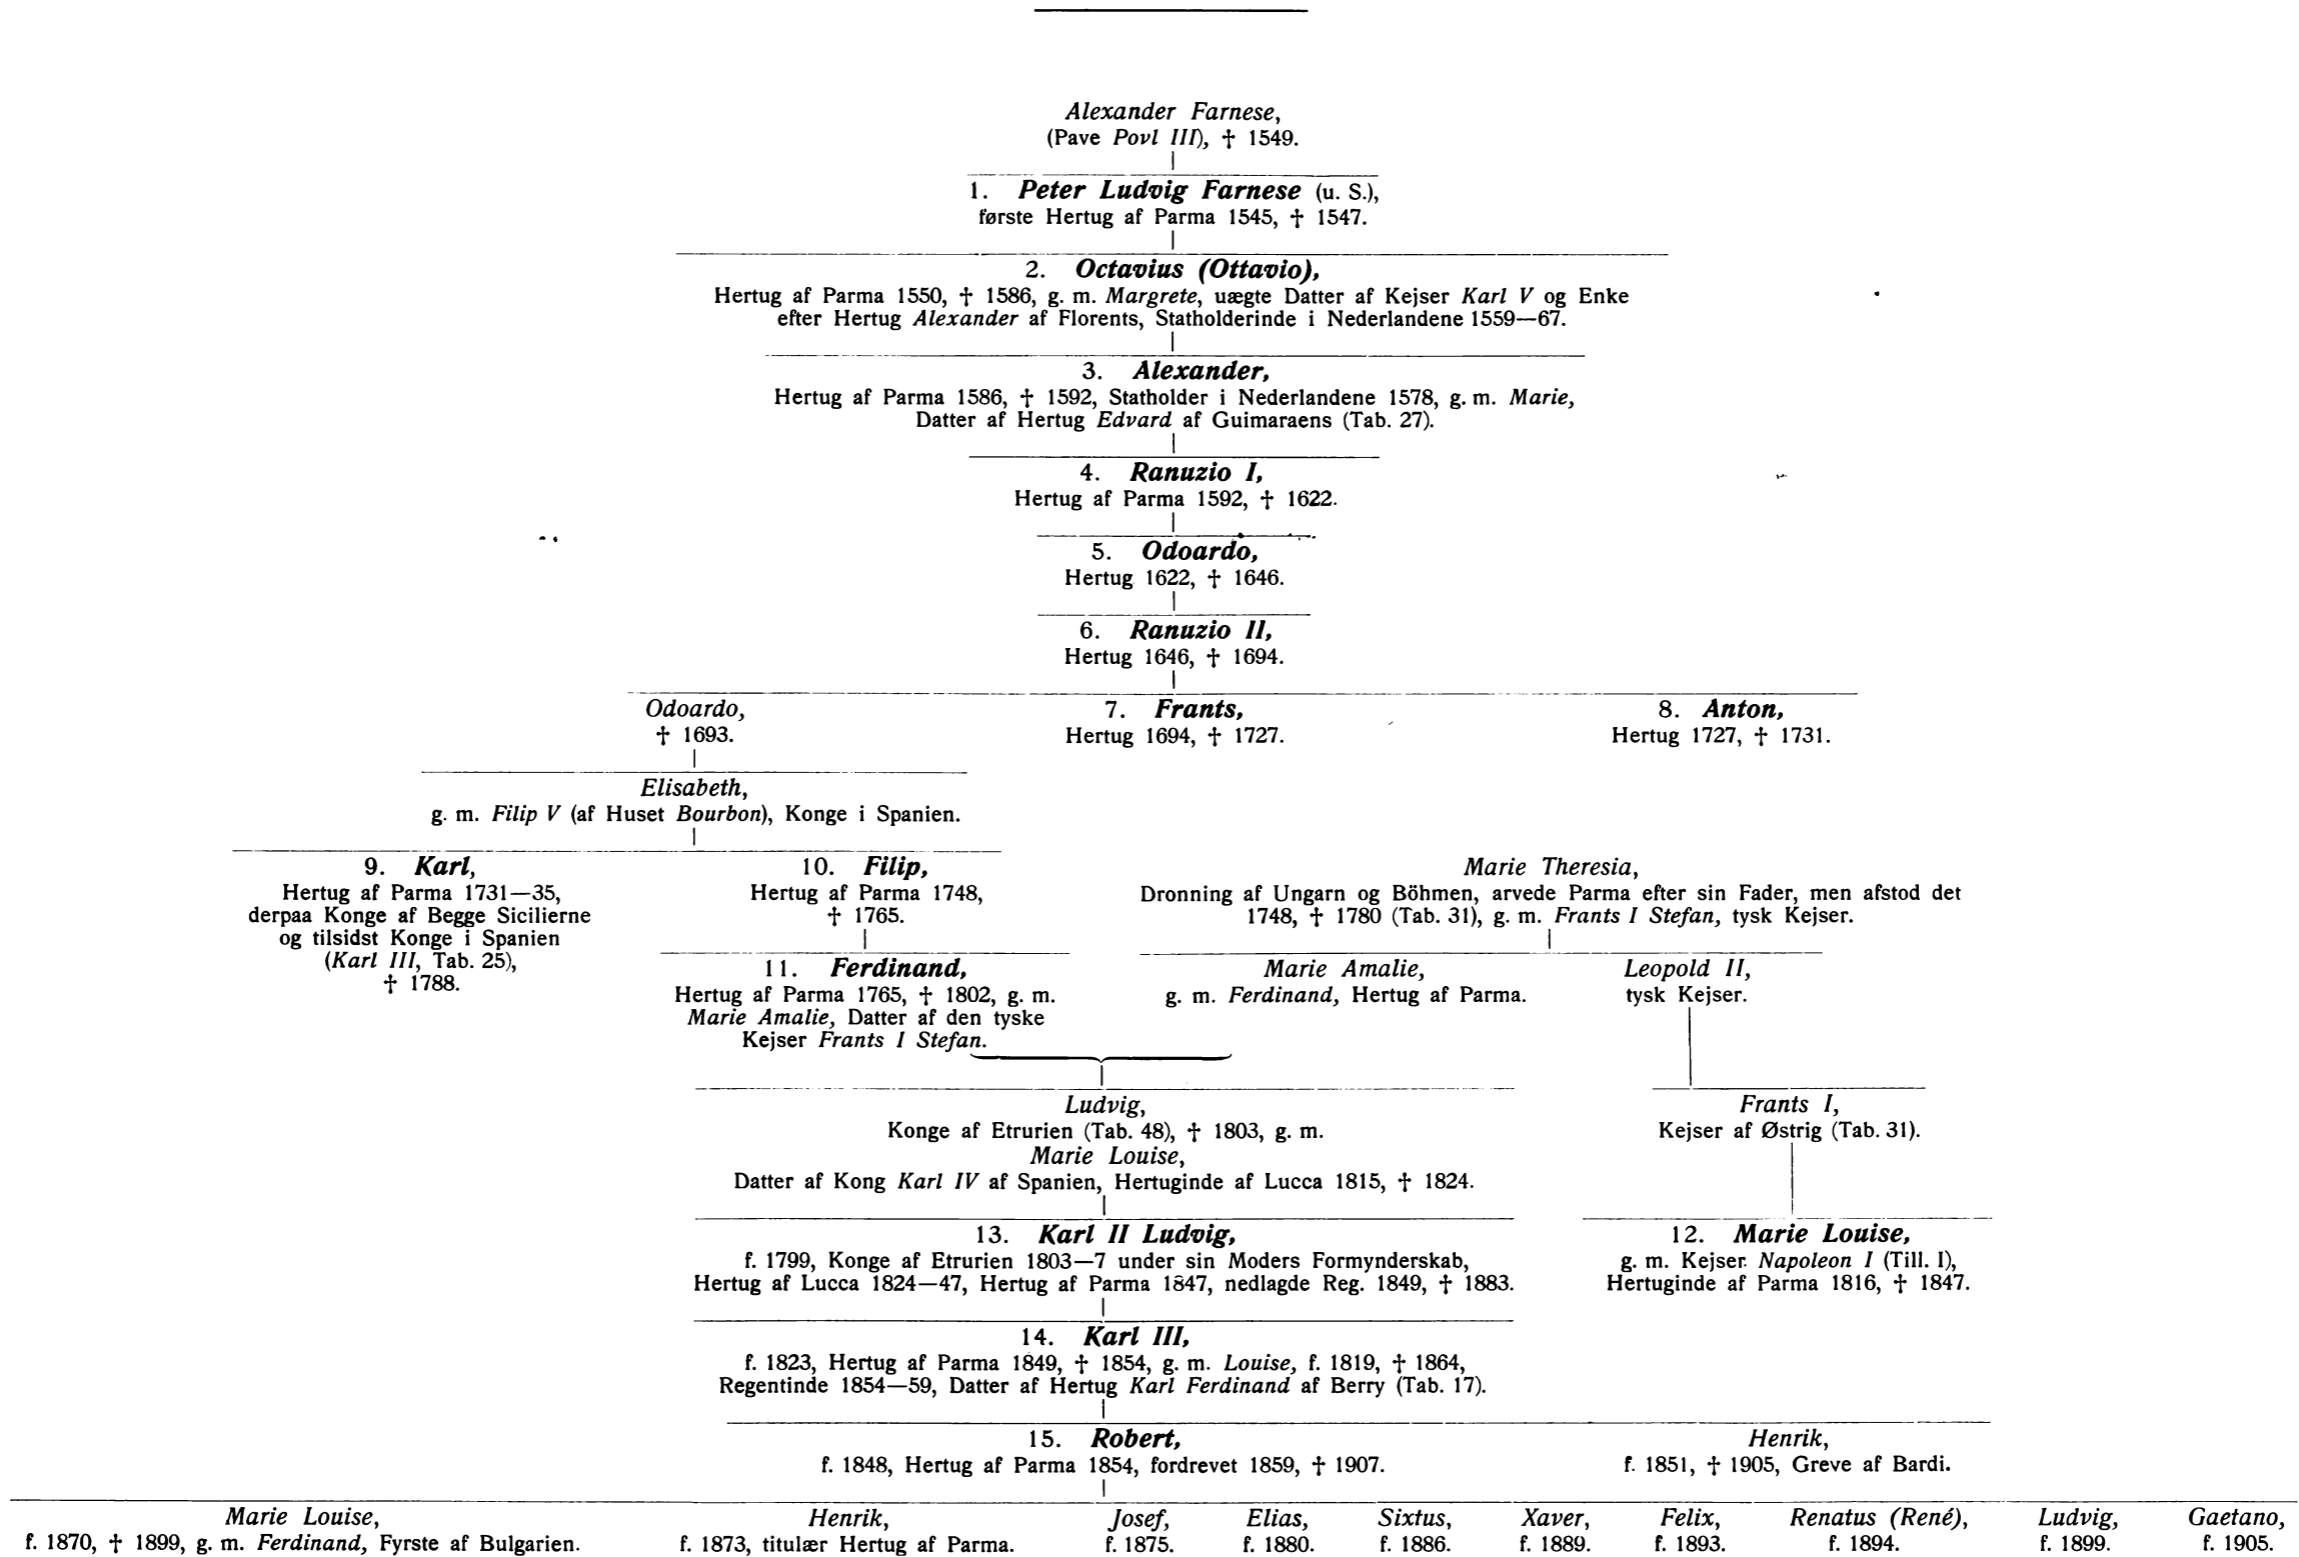 Alexander Farnese,
(Pave Povl III), † 1549.
1. Peter Ludvig Farnese (u. S.),
første Hertug af Parma 1545, † 1547.
2. Octavius (Ottavio),
Hertug af Parma 1550, † 1586, g. m. Margrete, uægte Datter af Kejser Karl V og Enke
efter Hertug Alexander af Florents, Statholderinde i Nederlandene 1559—67.
3. Alexander,
Hertug af Parma 1586, † 1592, Statholder i Nederlandene 1578, g. m. Marie,
Datter af Hertug Edvard af Guimaraens (Tab. 27).
4. Ranuzio I,
Hertug af Parma 1592, † 1622.
5. Odoardo,
Hertug 1622, † 1646.
6. Ranuzio II,
Hertug 1646, † 1694.
Odoardo,
† 1693.
7. Frants,
Hertug 1694, † 1727.
8. Anton,
Hertug 1727, † 1731.
Elisabeth,
g. m. Filip V (af Huset Bourbon), Konge i Spanien.
9. Karl,
Hertug af Parma 1731—35,
derpaa Konge af Begge Sicilierne
og tilsidst Konge i Spanien
(Karl III, Tab. 25),
† 1788.
10. Filip,
Hertug af Parma 1748,
† 1765.
Marie Theresia,
Dronning af Ungarn og Böhmen, arvede Parma efter sin Fader, men afstod det
1748, † 1780 (Tab. 31), g. m. Frants I Stefan, tysk Kejser.
11. Ferdinand,
Hertug af Parma 1765, † 1802, g. m.
Marie Amalie, Datter af den tyske
Kejser Frants I Stefan.
Marie Amalie,
g. m. Ferdinand, Hertug af Parma.
Leopold II,
tysk Kejser.
Ludvig,
Konge af Etrurien (Tab. 48), † 1803, g. m.
Marie Louise,
Datter af Kong Karl IV af Spanien, Hertuginde af Lucca 1815, † 1824.
Frants I,
Kejser af Østrig (Tab. 31).
13. Karl II Ludvig,
f. 1799, Konge af Etrurien 1803—7 under sin Moders Formynderskab,
Hertug af Lucca 1824—47, Hertug af Parma 1847, nedlagde Reg. 1849, † 1883.
12. Marie Louise,
g. m. Kejser Napoleon I (Till. I),
Hertuginde af Parma 1816, † 1847.
14. Karl III,
f. 1823, Hertug af Parma 1849, † 1854, g. m. Louise, f. 1819, † 1864,
Regentinde 1854—59, Datter af Hertug Karl Ferdinand af Berry (Tab. 17).
15. Robert,
f. 1848, Hertug af Parma 1854, fordrevet 1859, † 1907.
Henrik,
f. 1851, † 1905, Greve af Bardi.
Marie Louise,
f. 1870, † 1899, g. m. Ferdinand, Fyrste af Bulgarien.
Henrik,
f. 1873, titulær Hertug af Parma.
Josef,
f. 1875.
Elias,
f. 1880.
Sixtus,
f. 1886.
Xaver,
f. 1889.
Felix,
f. 1893.
Renatus (René),
f. 1894.
Ludvig,
f. 1899.
Gaetano,
f. 1905.